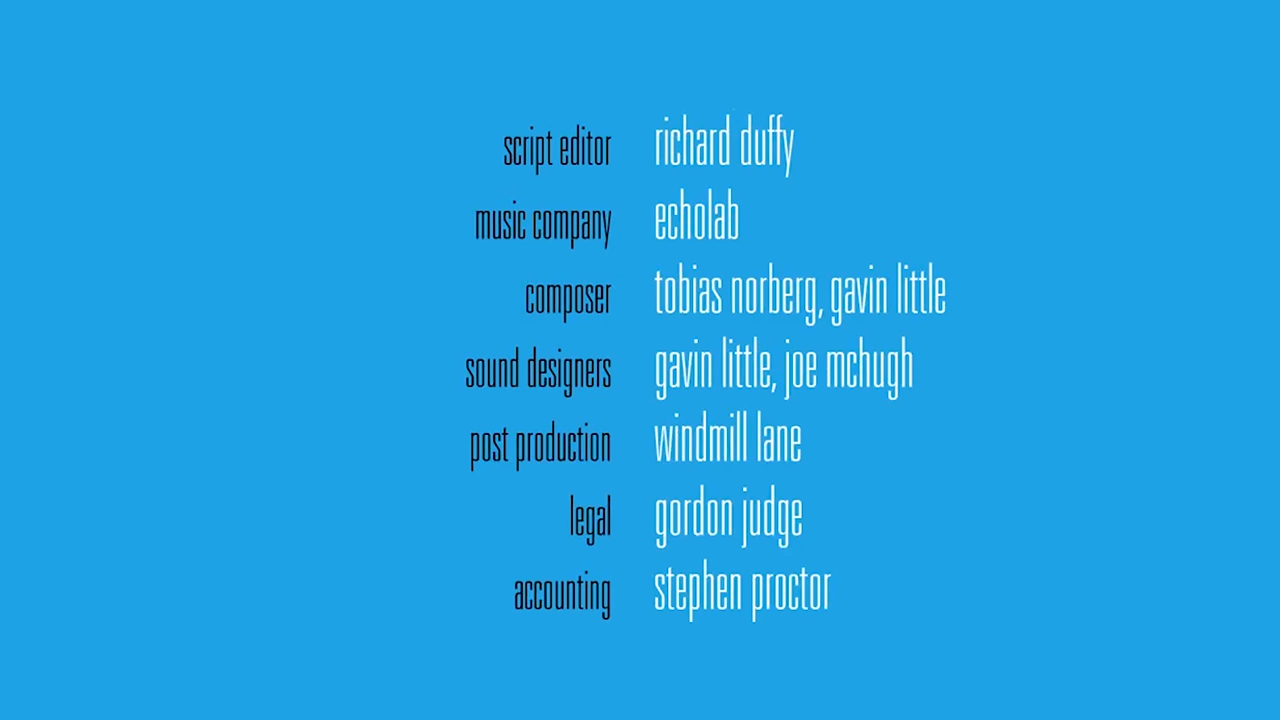 script editor richard duffy
music company echolab
composer tobias norberg, gavin little
sound designers gavin little, joe mchugh
post production windmill lane
legal gordon judge
accounting stephen proctor